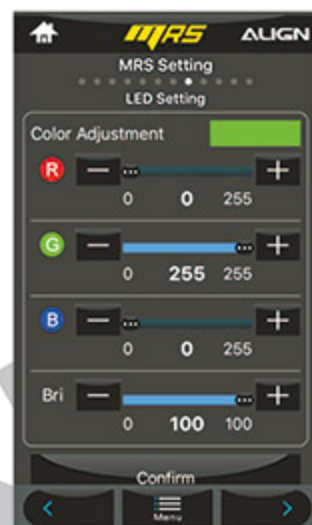 MRS ALIGN
MRS Setting
LED Setting
Color Adjustment
R
0 0 255
G
0 255 255
B
0 0 255
Bri
0 100 100
Confirm
Menu